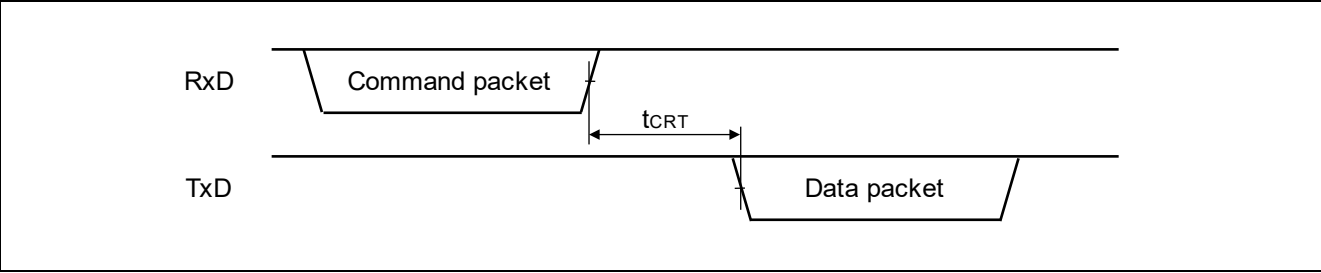 RxD
Command packet
tCRT
TxD
Data packet